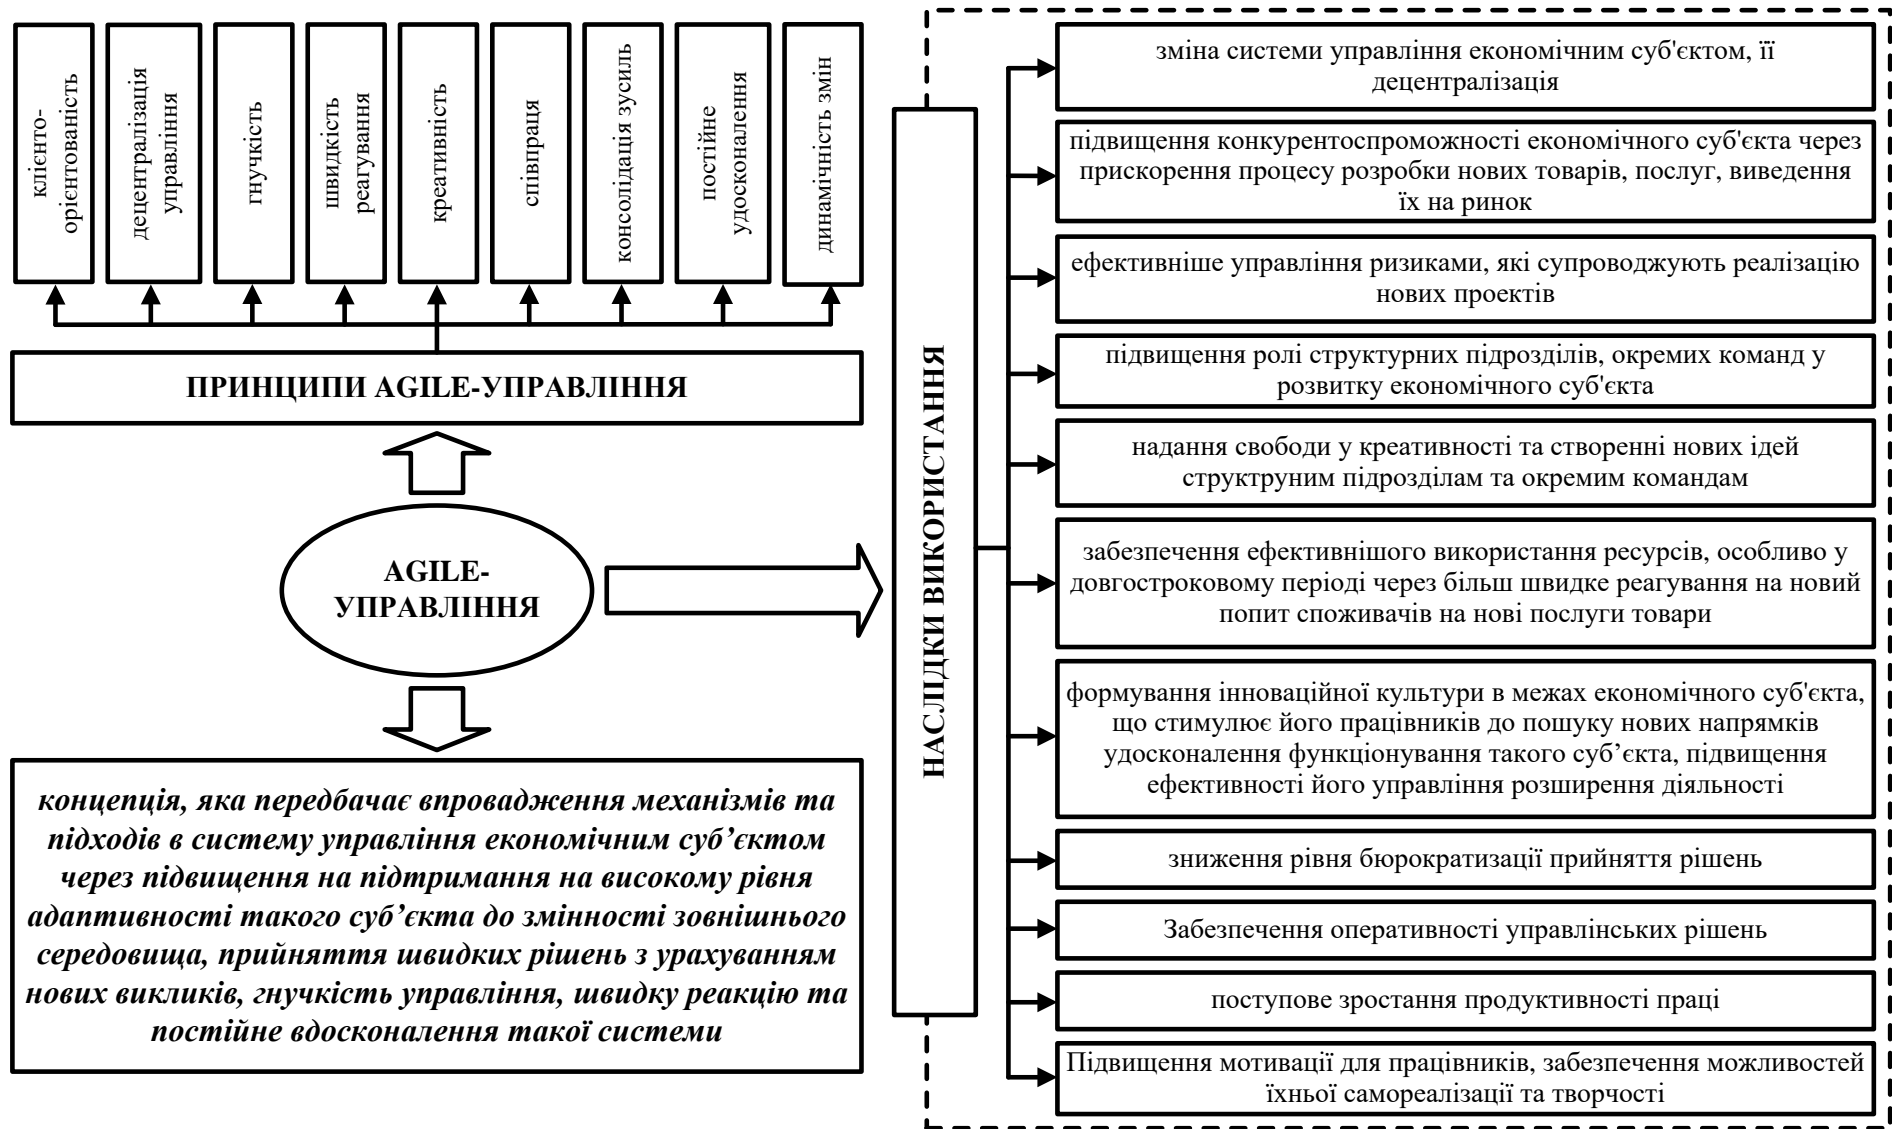 клієнто-
орієнтованість
децентралізація
управління
гнучкість
швидкість
реагування
креативність
співпраця
консолідація зусиль
постійне
удосконалення
динамічність змін
ПРИНЦИПИ AGILE-УПРАВЛІННЯ
AGILE-
УПРАВЛІННЯ
концепція, яка передбачає впровадження механізмів та
підходів в систему управління економічним суб’єктом
через підвищення на підтримання на високому рівня
адаптивності такого суб’єкта до змінності зовнішнього
середовища, прийняття швидких рішень з урахуванням
нових викликів, гнучкість управління, швидку реакцію та
постійне вдосконалення такої системи
НАСЛІДКИ ВИКОРИСТАННЯ
зміна системи управління економічним суб'єктом, її
децентралізація
підвищення конкурентоспроможності економічного суб'єкта через
прискорення процесу розробки нових товарів, послуг, виведення
їх на ринок
ефективніше управління ризиками, які супроводжують реалізацію
нових проектів
підвищення ролі структурних підрозділів, окремих команд у
розвитку економічного суб'єкта
надання свободи у креативності та створенні нових ідей
структруним підрозділам та окремим командам
забезпечення ефективнішого використання ресурсів, особливо у
довгостроковому періоді через більш швидке реагування на новий
попит споживачів на нові послуги товари
формування інноваційної культури в межах економічного суб'єкта,
що стимулює його працівників до пошуку нових напрямків
удосконалення функціонування такого суб’єкта, підвищення
ефективності його управління розширення діяльності
зниження рівня бюрократизації прийняття рішень
Забезпечення оперативності управлінських рішень
поступове зростання продуктивності праці
Підвищення мотивації для працівників, забезпечення можливостей
їхньої самореалізації та творчості